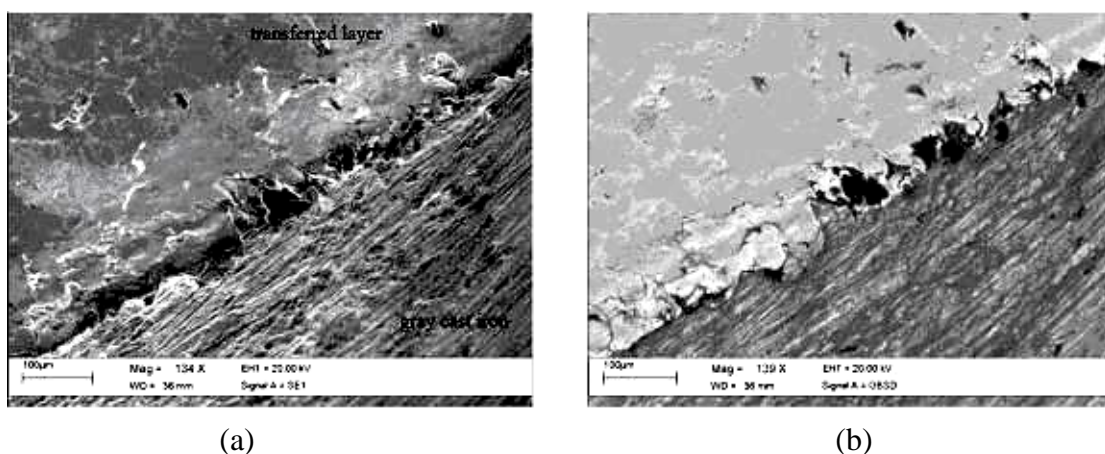 transferred layer
gray cast iron
100µm
Mag = 134 X
EHT = 20.00 kV
WD = 36 mm
Signal A = SE1
100µm
Mag = 139 X
EHT = 20.00 kV
WD = 36 mm
Signal A = QBSD
(a)
(b)